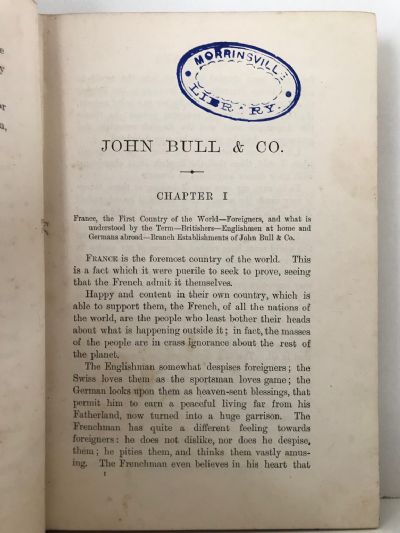 MORRINSVILLE
LIBRARY.
JOHN BULL & CO.
CHAPTER I
France, the First Country of the World—Foreigners, and what is
understood by the Term—Britishers—Englishmen at home and
Germans abroad—Branch Establishments of John Bull & Co.
FRANCE is the foremost country of the world. This
is a fact which it were puerile to seek to prove, seeing
that the French admit it themselves.
Happy and content in their own country, which is
able to support them, the French, of all the nations of
the world, are the people who least bother their heads
about what is happening outside it; in fact, the masses
of the people are in crass ignorance about the rest of
the planet.
The Englishman somewhat despises foreigners; the
Swiss loves them as the sportsman loves game; the
German looks upon them as heaven-sent blessings, that
permit him to earn a peaceful living far from his
Fatherland, now turned into a huge garrison. The
Frenchman has quite a different feeling towards
foreigners: he does not dislike, nor does he despise,
them; he pities them, and thinks them vastly amus-
ing. The Frenchman even believes in his heart that
1